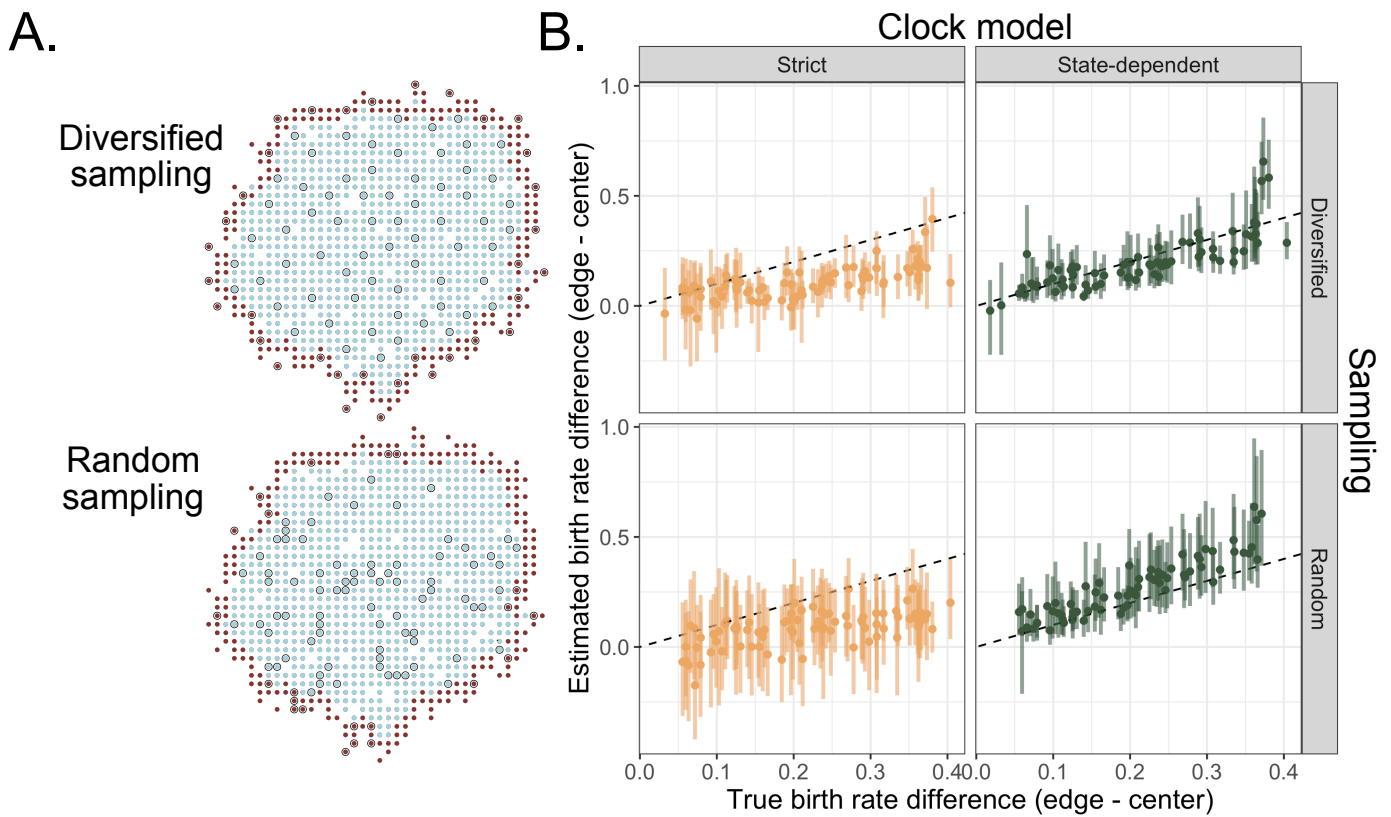 A.
Diversified
sampling
Random
sampling
B.
Clock model
Strict
State-dependent
Estimated birth rate difference (edge - center)
1.0
0.5
0.0
1.0
0.5
0.0
Diversified
Random
Sampling
0.0 0.1 0.2 0.3 0.4
0.0 0.1 0.2 0.3 0.4
True birth rate difference (edge - center)